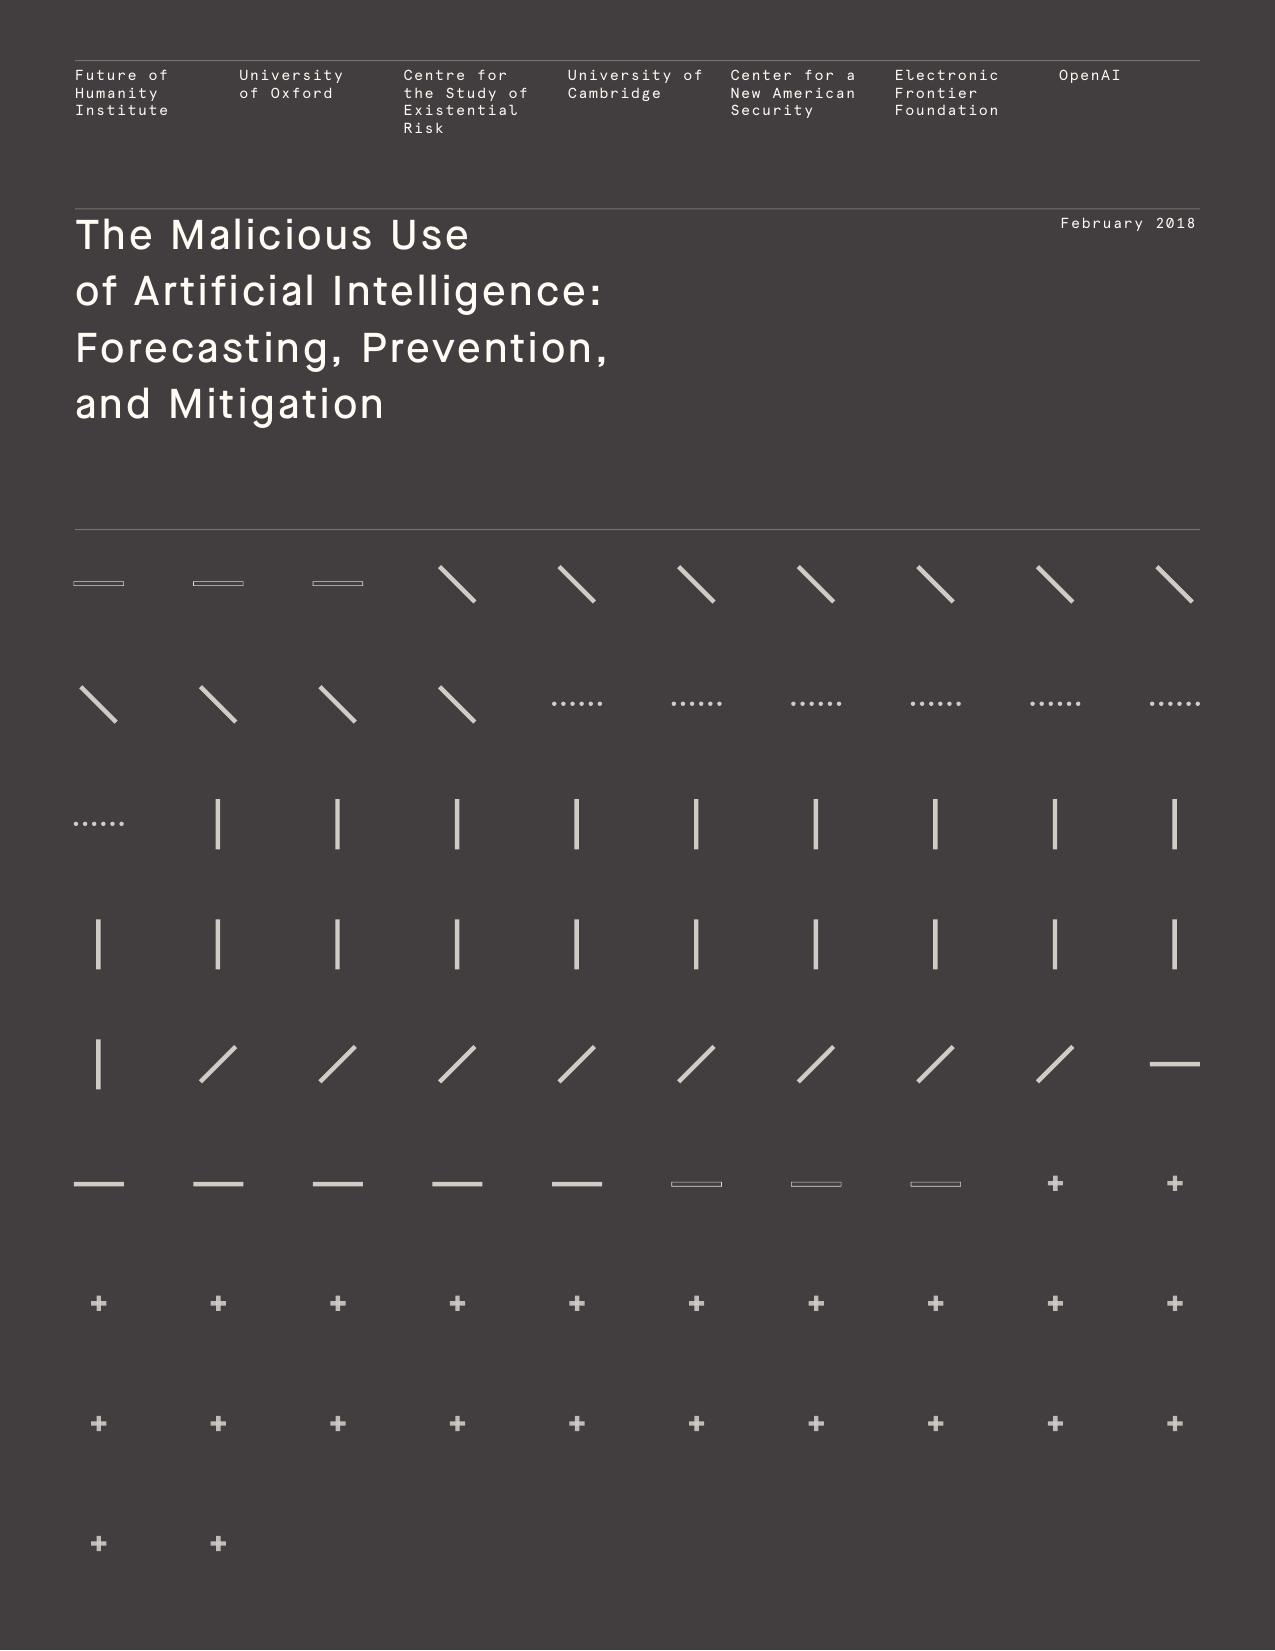 Future of
Humanity
Institute
University
of Oxford
Centre for
the Study of
Existential
Risk
University of
Cambridge
Center for a
New American
Security
Electronic
Frontier
Foundation
OpenAI
The Malicious Use
of Artificial Intelligence:
Forecasting, Prevention,
and Mitigation
February 2018